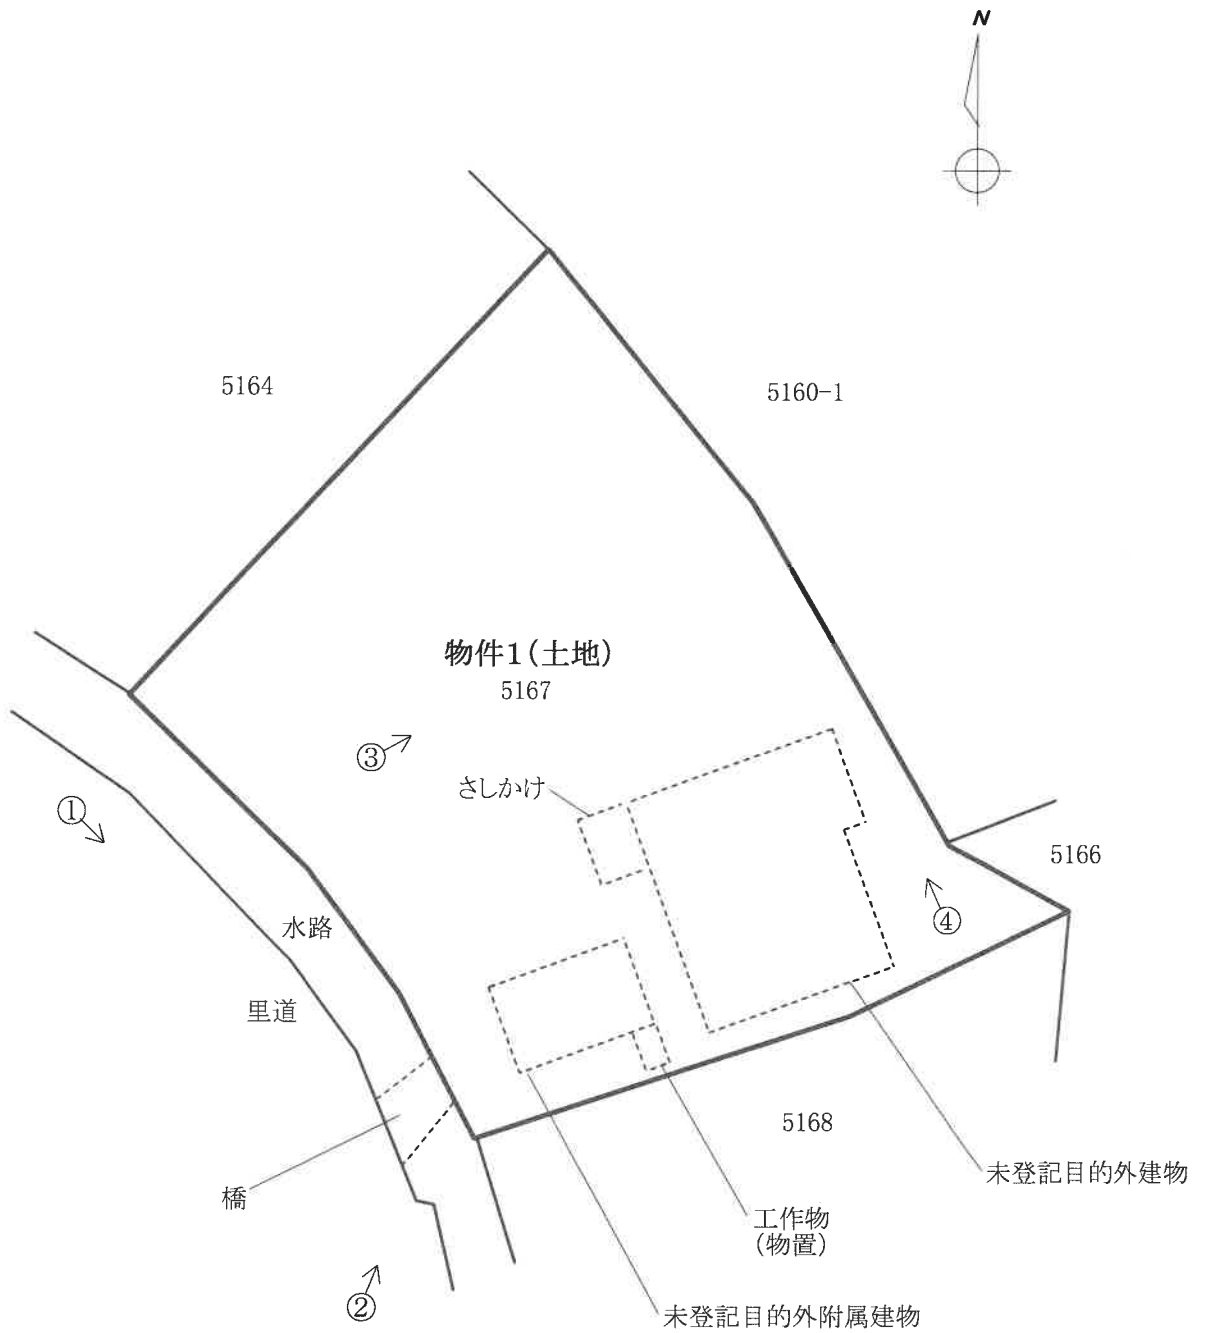 N
5164
5160-1
物件1(土地)
5167
③
さしかけ
①
5166
④
水路
里道
5168
橋
未登記目的外建物
工作物
(物置)
②
未登記目的外附属建物